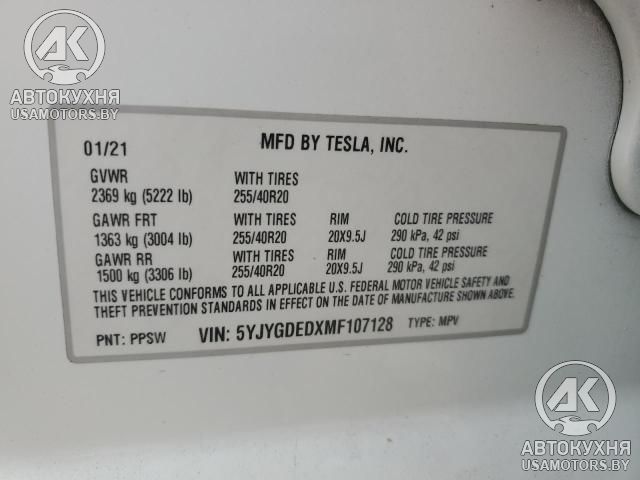 AK
АВТОКУХНЯ
USAMOTORS.BY
01/21
MFD BY TESLA, INC.
GVWR
2369 kg (5222 lb)
WITH TIRES
255/40R20
GAWR FRT
1363 kg (3004 lb)
WITH TIRES
255/40R20
RIM
20X9.5J
COLD TIRE PRESSURE
290 kPa, 42 psi
GAWR RR
1500 kg (3306 lb)
WITH TIRES
255/40R20
RIM
20X9.5J
COLD TIRE PRESSURE
290 kPa, 42 psi
THIS VEHICLE CONFORMS TO ALL APPLICABLE U.S. FEDERAL MOTOR VEHICLE SAFETY AND
THEFT PREVENTION STANDARDS IN EFFECT ON THE DATE OF MANUFACTURE SHOWN ABOVE.
PNT: PPSW
VIN: 5YJYGDEDXMF107128
TYPE: MPV
AK
АВТОКУХНЯ
USAMOTORS.BY